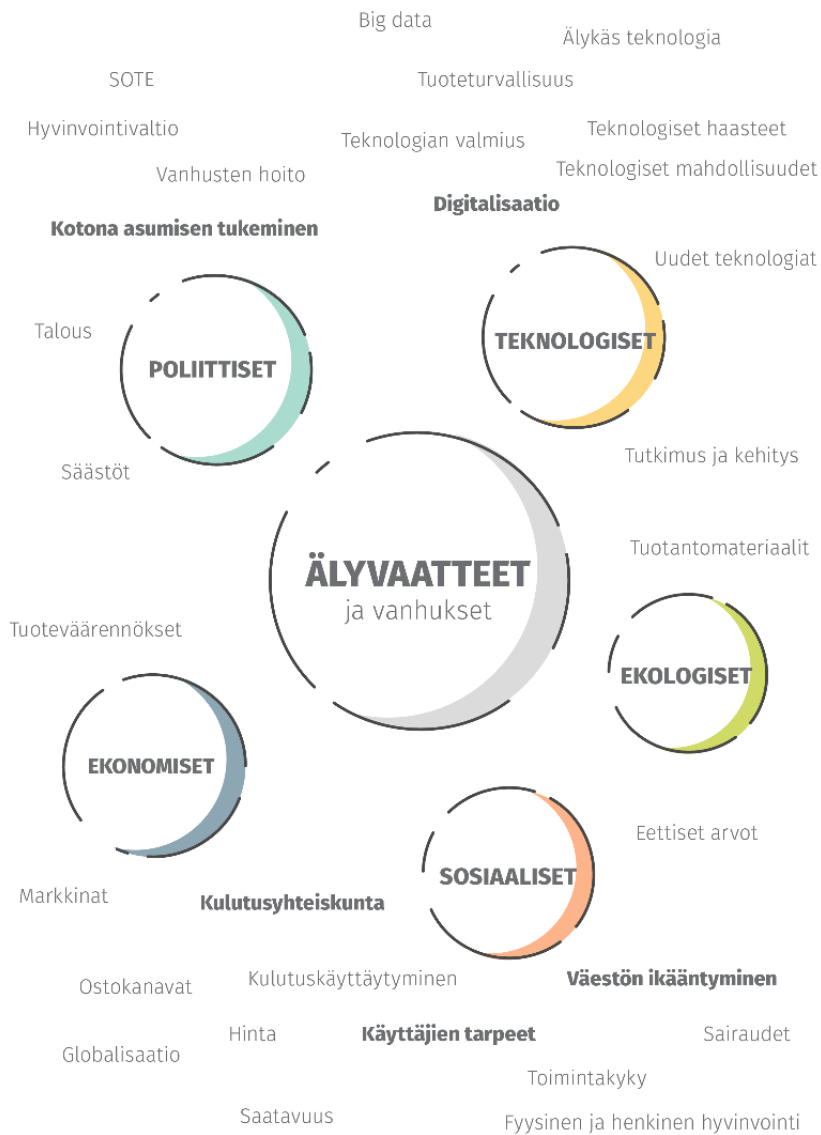 Big data
Älykäs teknologia
SOTE
Tuoteturvallisuus
Hyvinvointivaltio
Teknologian valmius
Teknologiset haasteet
Vanhusten hoito
Teknologiset mahdollisuudet
Digitalisaatio
Kotona asumisen tukeminen
Uudet teknologiat
Talous
TEKNOLOGISET
POLIITTISET
Säästöt
Tutkimus ja kehitys
Tuotantomateriaalit
ÄLYVAATTEET
ja vanhukset
Tuoteväärennökset
EKOLOGISET
EKONOMISET
Eettiset arvot
SOSIAALISET
Markkinat
Kulutusyhteiskunta
Ostokanavat
Kulutuskäyttäytyminen
Väestön ikääntyminen
Hinta
Käyttäjien tarpeet
Sairaudet
Globalisaatio
Toimintakyky
Saatavuus
Fyysinen ja henkinen hyvinvointi